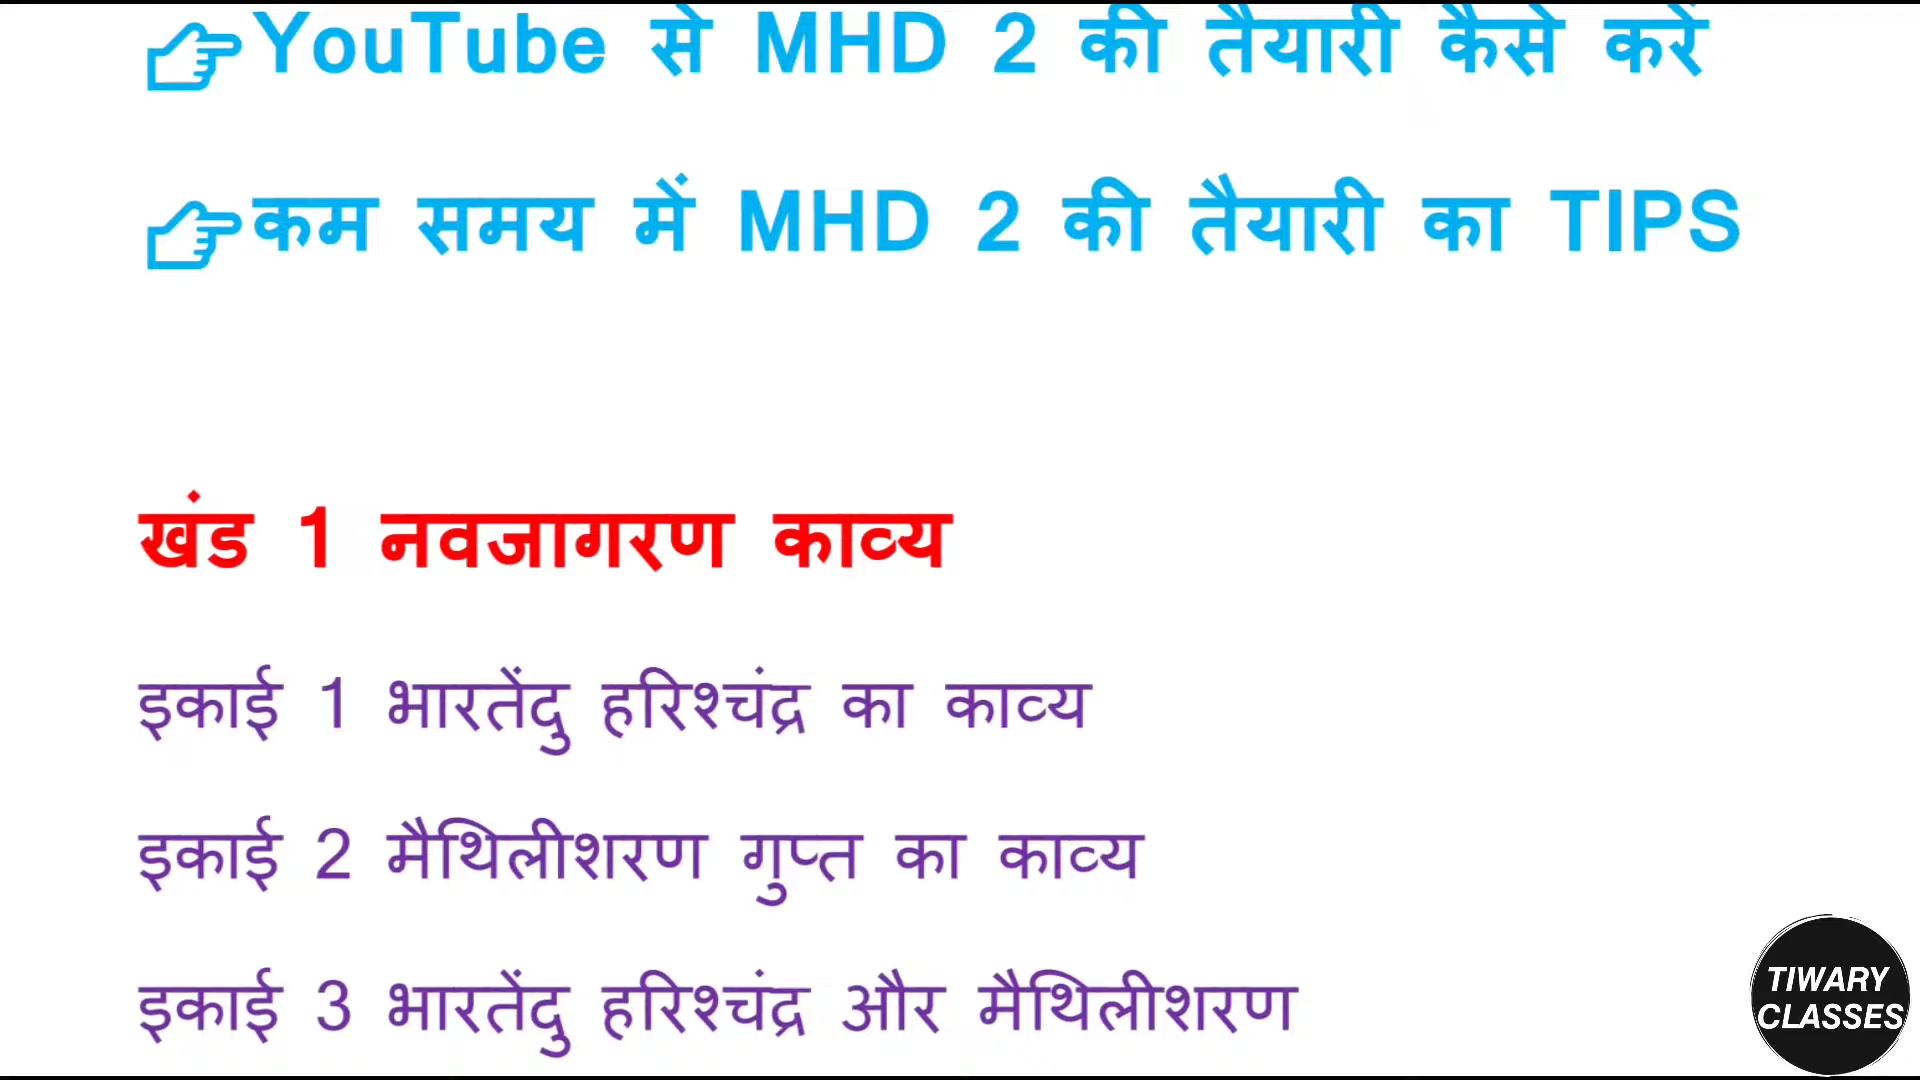 👉YouTube से MHD 2 की तैयारी कैसे करें
👉कम समय में MHD 2 की तैयारी का TIPS
खंड 1 नवजागरण काव्य
इकाई 1 भारतेंदु हरिश्चंद्र का काव्य
इकाई 2 मैथिलीशरण गुप्त का काव्य
इकाई 3 भारतेंदु हरिश्चंद्र और मैथिलीशरण
TIWARY
CLASSES